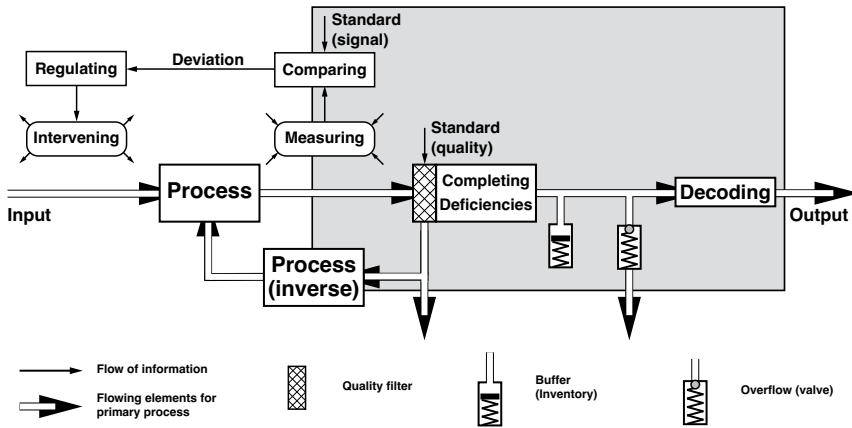 Standard
(signal)
Regulating
Deviation
Comparing
Intervening
Measuring
Standard
(quality)
Process
Completing
Deficiencies
Decoding
Input
Output
Process
(inverse)
Flow of information
Flowing elements for
primary process
Quality filter
Buffer
(Inventory)
Overflow (valve)